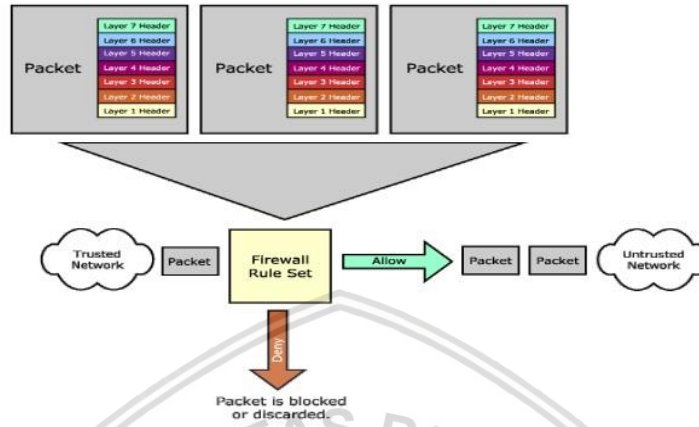 Packet
Layer 7 Header
Layer 6 Header
Layer 5 Header
Layer 4 Header
Layer 3 Header
Layer 2 Header
Layer 1 Header
Packet
Layer 7 Header
Layer 6 Header
Layer 5 Header
Layer 4 Header
Layer 3 Header
Layer 2 Header
Layer 1 Header
Packet
Layer 7 Header
Layer 6 Header
Layer 5 Header
Layer 4 Header
Layer 3 Header
Layer 2 Header
Layer 1 Header
Trusted
Network
Packet
Firewall
Rule Set
Allow
Packet
Packet
Untrusted
Network
Deny
Packet is blocked
or discarded.